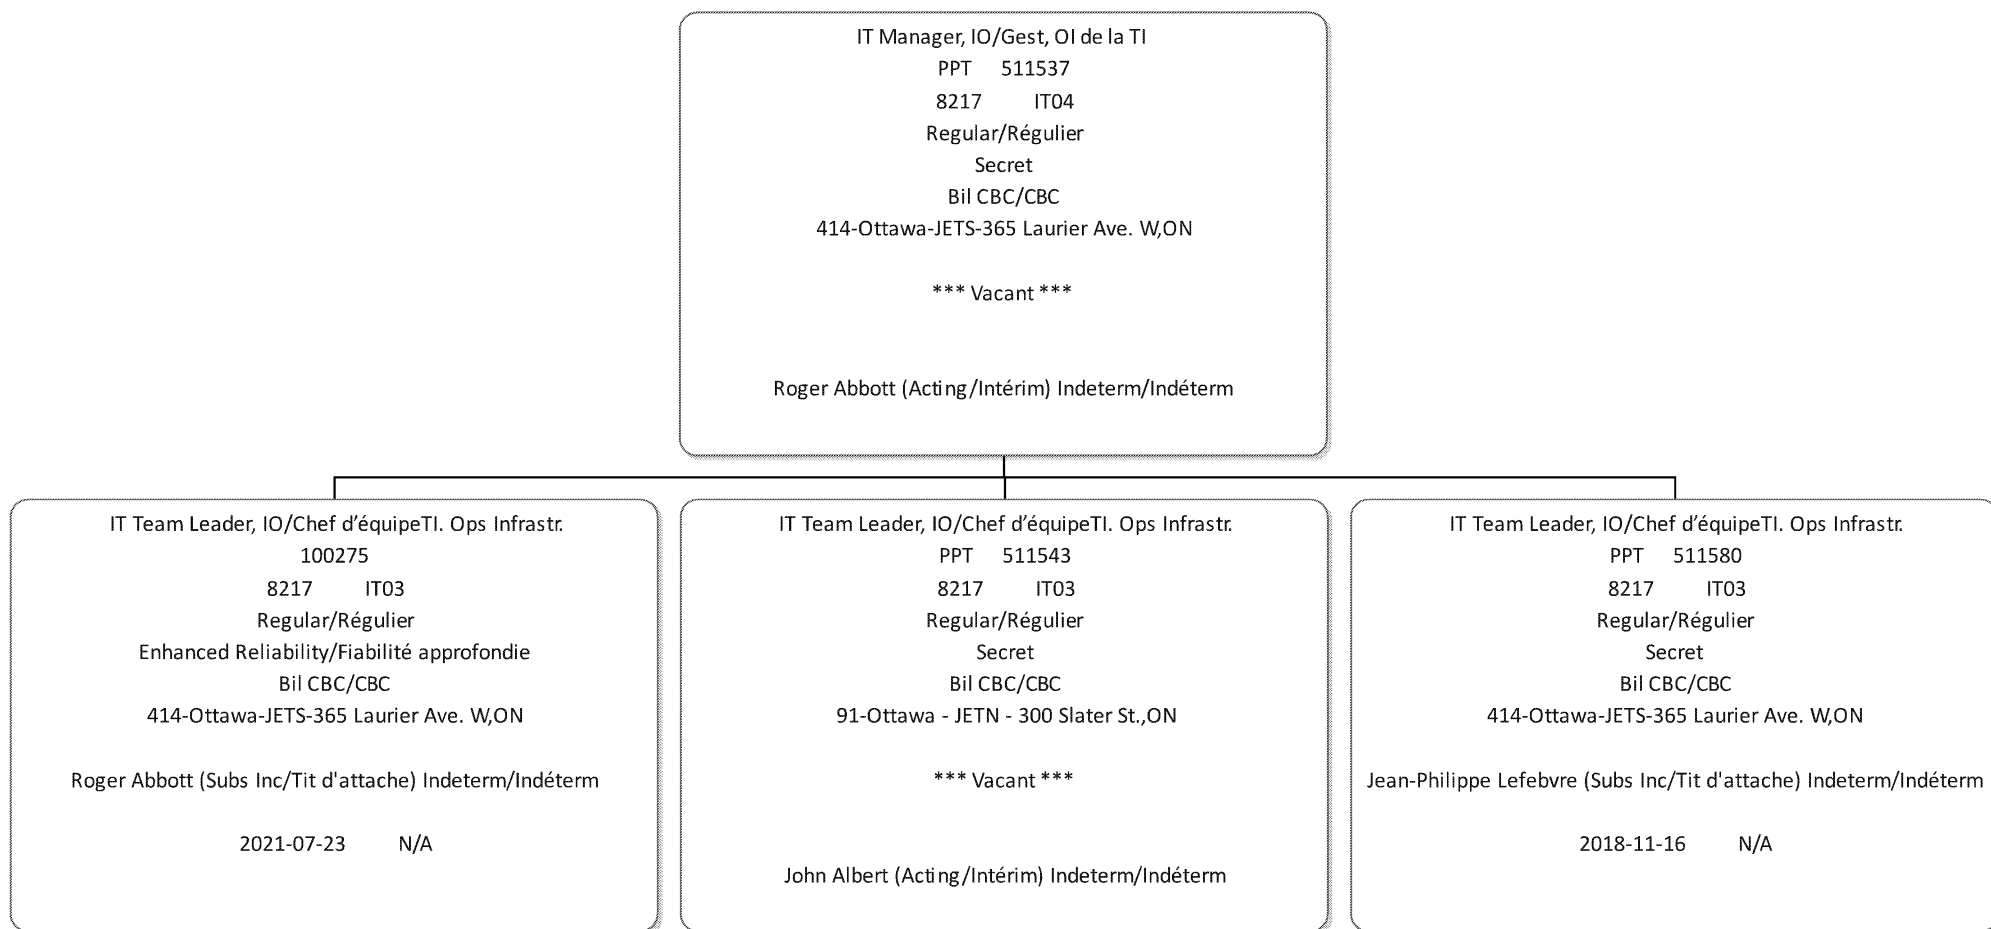 IT Manager, IO/Gest, OI de la TI
PPT 511537
8217 IT04
Regular/Régulier
Secret
Bil CBC/CBC
414-Ottawa-JETS-365 Laurier Ave. W,ON
*** Vacant ***
Roger Abbott (Acting/Intérim) Indeterm/Indéterm
IT Team Leader, IO/Chef d’équipeTI. Ops Infrastr.
100275
8217 IT03
Regular/Régulier
Enhanced Reliability/Fiabilité approfondie
Bil CBC/CBC
414-Ottawa-JETS-365 Laurier Ave. W,ON
Roger Abbott (Subs Inc/Tit d'attache) Indeterm/Indéterm
2021-07-23 N/A
IT Team Leader, IO/Chef d’équipeTI. Ops Infrastr.
PPT 511543
8217 IT03
Regular/Régulier
Secret
Bil CBC/CBC
91-Ottawa - JETN - 300 Slater St.,ON
*** Vacant ***
John Albert (Acting/Intérim) Indeterm/Indéterm
IT Team Leader, IO/Chef d’équipeTI. Ops Infrastr.
PPT 511580
8217 IT03
Regular/Régulier
Secret
Bil CBC/CBC
414-Ottawa-JETS-365 Laurier Ave. W,ON
Jean-Philippe Lefebvre (Subs Inc/Tit d'attache) Indeterm/Indéterm
2018-11-16 N/A